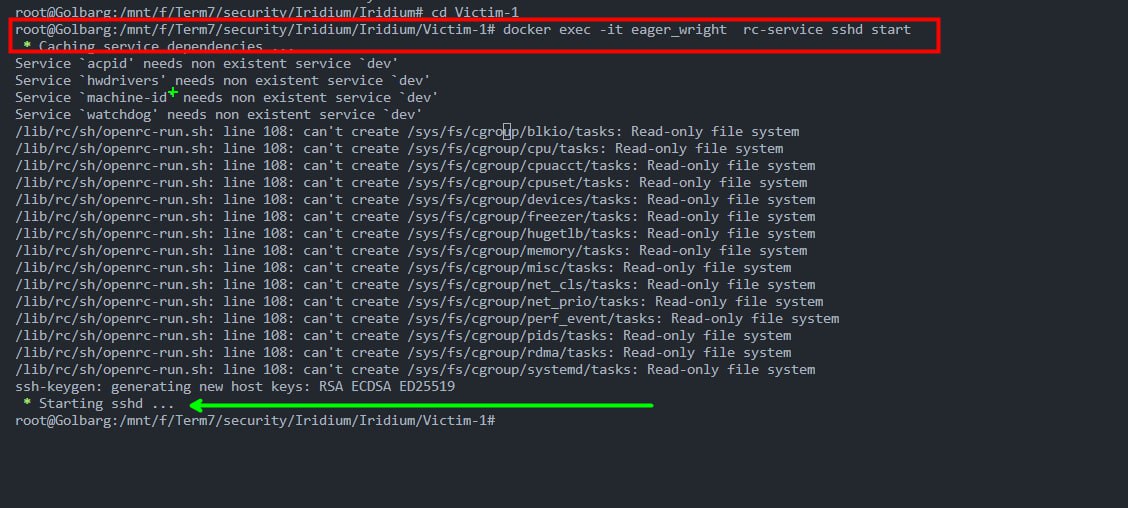 root@Golbarg:/mnt/f/Term7/security/Iridium/Iridium# cd Victim-1
root@Golbarg:/mnt/f/Term7/security/Iridium/Iridium/Victim-1# docker exec -it eager_wright  rc-service sshd start
 * Caching service dependencies ...
Service `acpid' needs non existent service `dev'
Service `hwdrivers' needs non existent service `dev'
Service `machine-id' needs non existent service `dev'
Service `watchdog' needs non existent service `dev'
/lib/rc/sh/openrc-run.sh: line 108: can't create /sys/fs/cgroup/blkio/tasks: Read-only file system
/lib/rc/sh/openrc-run.sh: line 108: can't create /sys/fs/cgroup/cpu/tasks: Read-only file system
/lib/rc/sh/openrc-run.sh: line 108: can't create /sys/fs/cgroup/cpuacct/tasks: Read-only file system
/lib/rc/sh/openrc-run.sh: line 108: can't create /sys/fs/cgroup/cpuset/tasks: Read-only file system
/lib/rc/sh/openrc-run.sh: line 108: can't create /sys/fs/cgroup/devices/tasks: Read-only file system
/lib/rc/sh/openrc-run.sh: line 108: can't create /sys/fs/cgroup/freezer/tasks: Read-only file system
/lib/rc/sh/openrc-run.sh: line 108: can't create /sys/fs/cgroup/hugetlb/tasks: Read-only file system
/lib/rc/sh/openrc-run.sh: line 108: can't create /sys/fs/cgroup/memory/tasks: Read-only file system
/lib/rc/sh/openrc-run.sh: line 108: can't create /sys/fs/cgroup/misc/tasks: Read-only file system
/lib/rc/sh/openrc-run.sh: line 108: can't create /sys/fs/cgroup/net_cls/tasks: Read-only file system
/lib/rc/sh/openrc-run.sh: line 108: can't create /sys/fs/cgroup/net_prio/tasks: Read-only file system
/lib/rc/sh/openrc-run.sh: line 108: can't create /sys/fs/cgroup/perf_event/tasks: Read-only file system
/lib/rc/sh/openrc-run.sh: line 108: can't create /sys/fs/cgroup/pids/tasks: Read-only file system
/lib/rc/sh/openrc-run.sh: line 108: can't create /sys/fs/cgroup/rdma/tasks: Read-only file system
/lib/rc/sh/openrc-run.sh: line 108: can't create /sys/fs/cgroup/systemd/tasks: Read-only file system
ssh-keygen: generating new host keys: RSA ECDSA ED25519
 * Starting sshd ...
root@Golbarg:/mnt/f/Term7/security/Iridium/Iridium/Victim-1#